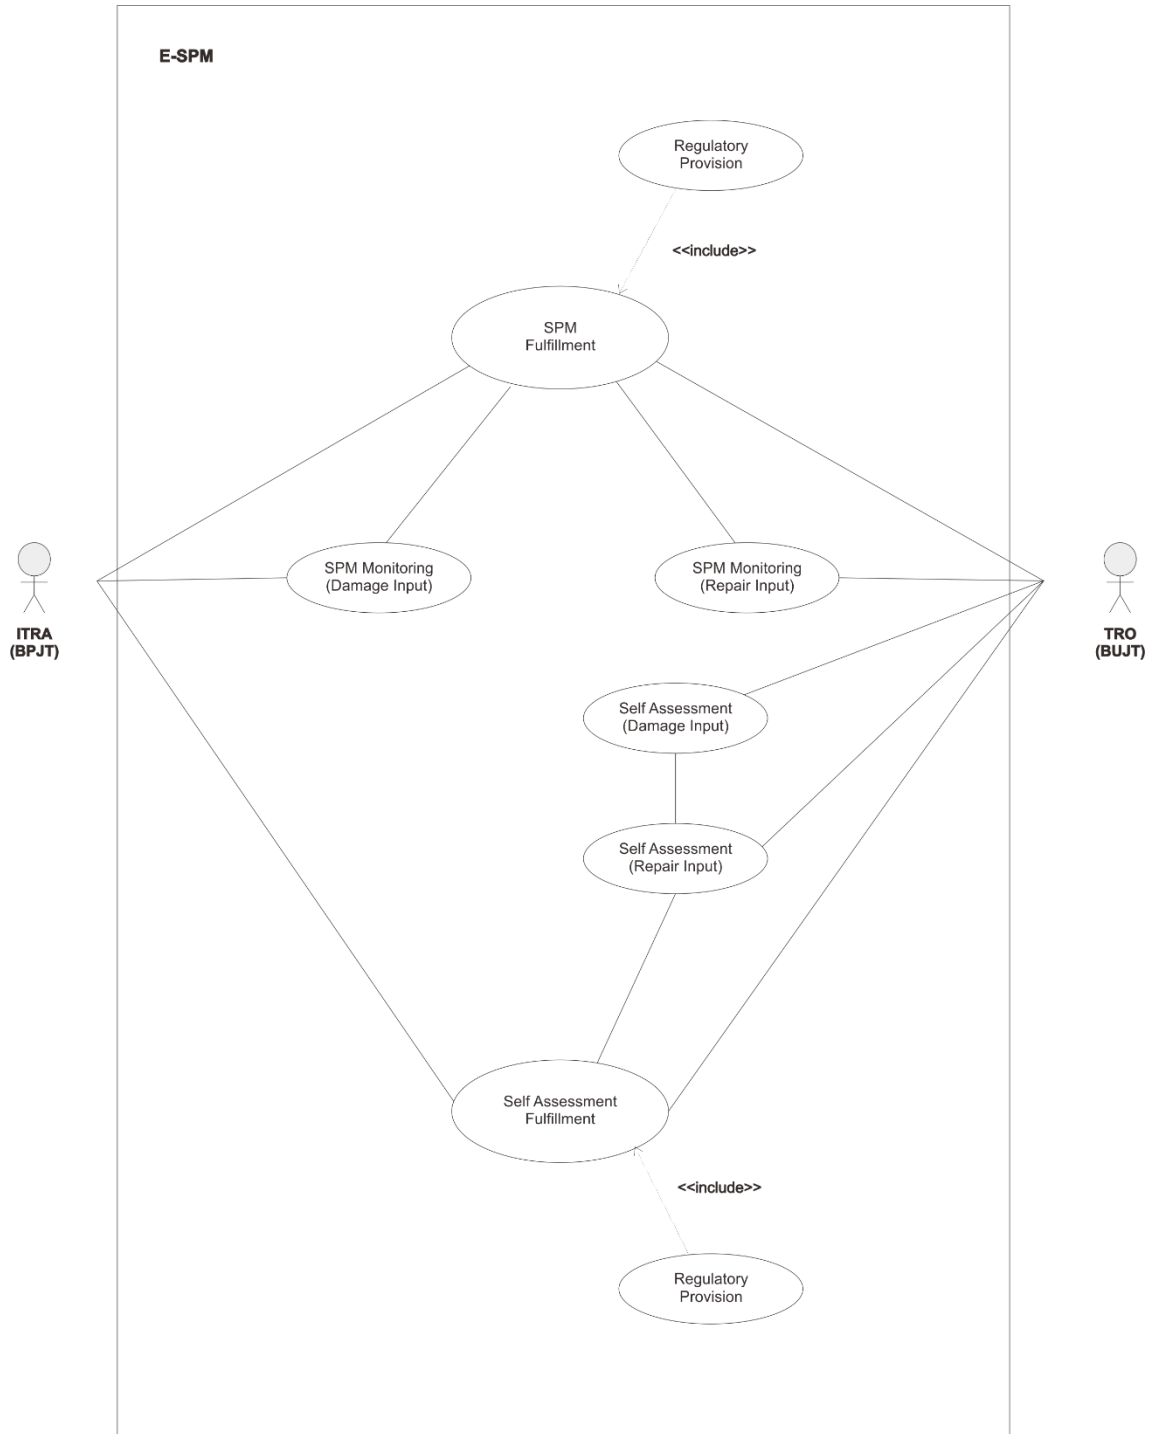 E-SPM
Regulatory
Provision
<<include>>
SPM
Fulfillment
SPM Monitoring
(Damage Input)
SPM Monitoring
(Repair Input)
ITRA
(BPJT)
TRO
(BUJT)
Self Assessment
(Damage Input)
Self Assessment
(Repair Input)
Self Assessment
Fulfillment
<<include>>
Regulatory
Provision